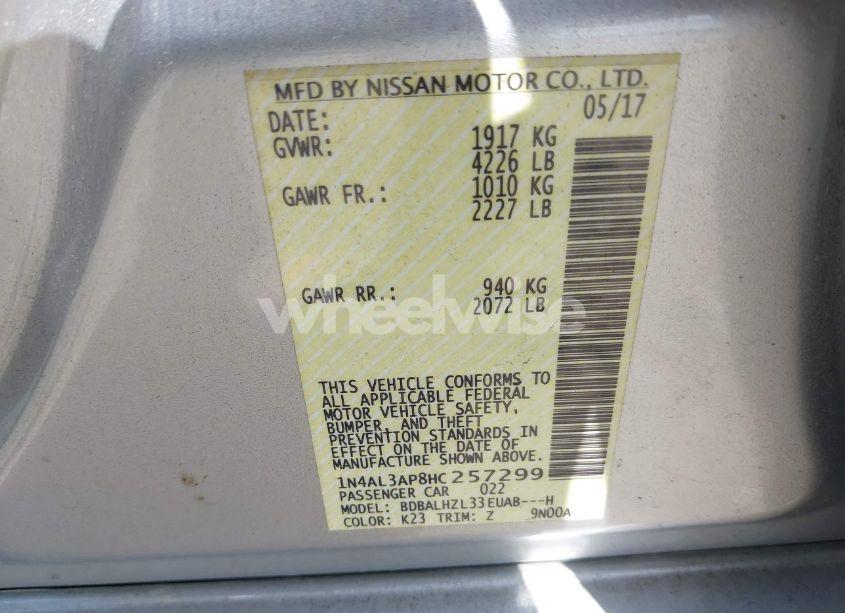 MFD BY NISSAN MOTOR CO., LTD.
DATE: 05/17
GVWR: 1917 KG
4226 LB
GAWR FR.: 1010 KG
2227 LB
GAWR RR.: 940 KG
2072 LB
wheelwise
THIS VEHICLE CONFORMS TO
ALL APPLICABLE FEDERAL
MOTOR VEHICLE SAFETY,
BUMPER, AND THEFT
PREVENTION STANDARDS IN
EFFECT ON THE DATE OF
MANUFACTURE SHOWN ABOVE.
1N4AL3AP8HC257299
PASSENGER CAR 022
MODEL: BDBALHZL33EUAB---H
COLOR: K23 TRIM: Z 9N00A